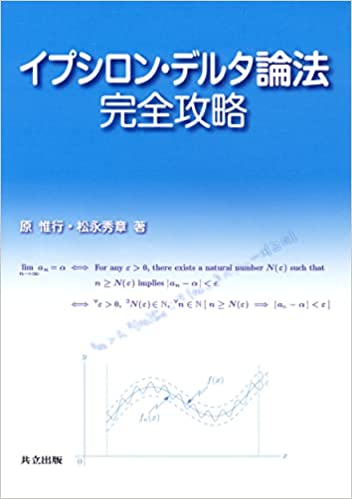 イプシロン・デルタ論法
完全攻略
原 惟行・松永秀章 著
lim a_n = α ⟺ For any ε > 0, there exists a natural number N(ε) such that
n→∞
n ≥ N(ε) implies |a_n − α| < ε
⟺ ∀ε > 0, ∃N(ε) ∈ ℕ, ∀n ∈ ℕ [ n ≥ N(ε) ⟹ |a_n − α| < ε ]
y
f(x)
f_n(x)
0
x
共立出版